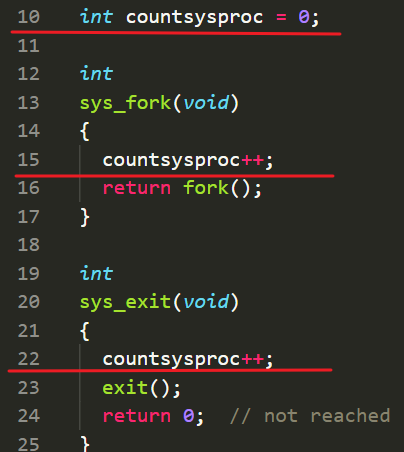 10 int countsysproc = 0;
11
12 int
13 sys_fork(void)
14 {
15 countsysproc++;
16 return fork();
17 }
18
19 int
20 sys_exit(void)
21 {
22 countsysproc++;
23 exit();
24 return 0; // not reached
25 }